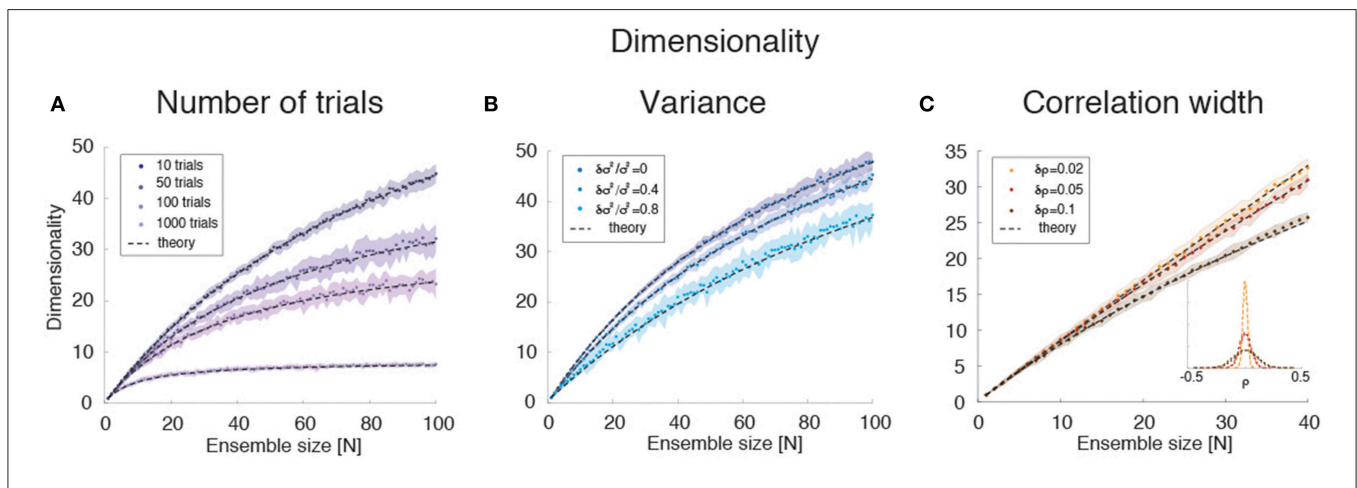 Dimensionality
A
Number of trials
50
40
30
20
10
0
Dimensionality
10 trials
50 trials
100 trials
1000 trials
theory
0 20 40 60 80 100
Ensemble size [N]
B
Variance
50
40
30
20
10
0
δσ²/σ²=0
δσ²/σ²=0.4
δσ²/σ²=0.8
theory
0 20 40 60 80 100
Ensemble size [N]
C
Correlation width
35
30
25
20
15
10
5
0
δρ=0.02
δρ=0.05
δρ=0.1
theory
-0.5 ρ 0.5
0 10 20 30 40
Ensemble size [N]